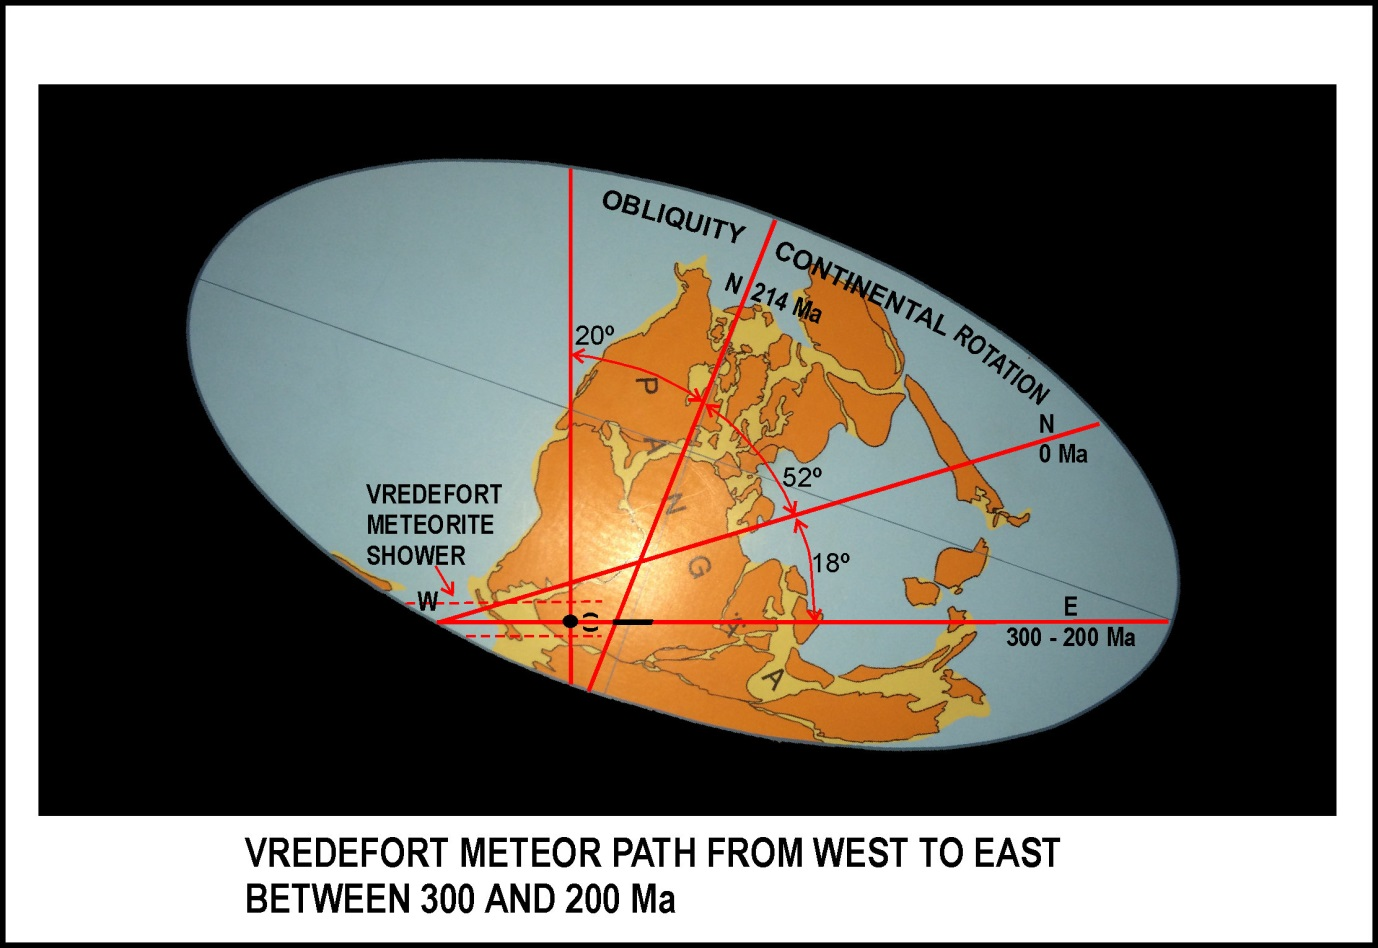 OBLIQUITY
CONTINENTAL ROTATION
N 214 Ma
20º
N
0 Ma
52º
18º
VREDEFORT
METEORITE
SHOWER
W
E
300 - 200 Ma
P
A
N
G
A
VREDEFORT METEOR PATH FROM WEST TO EAST
BETWEEN 300 AND 200 Ma